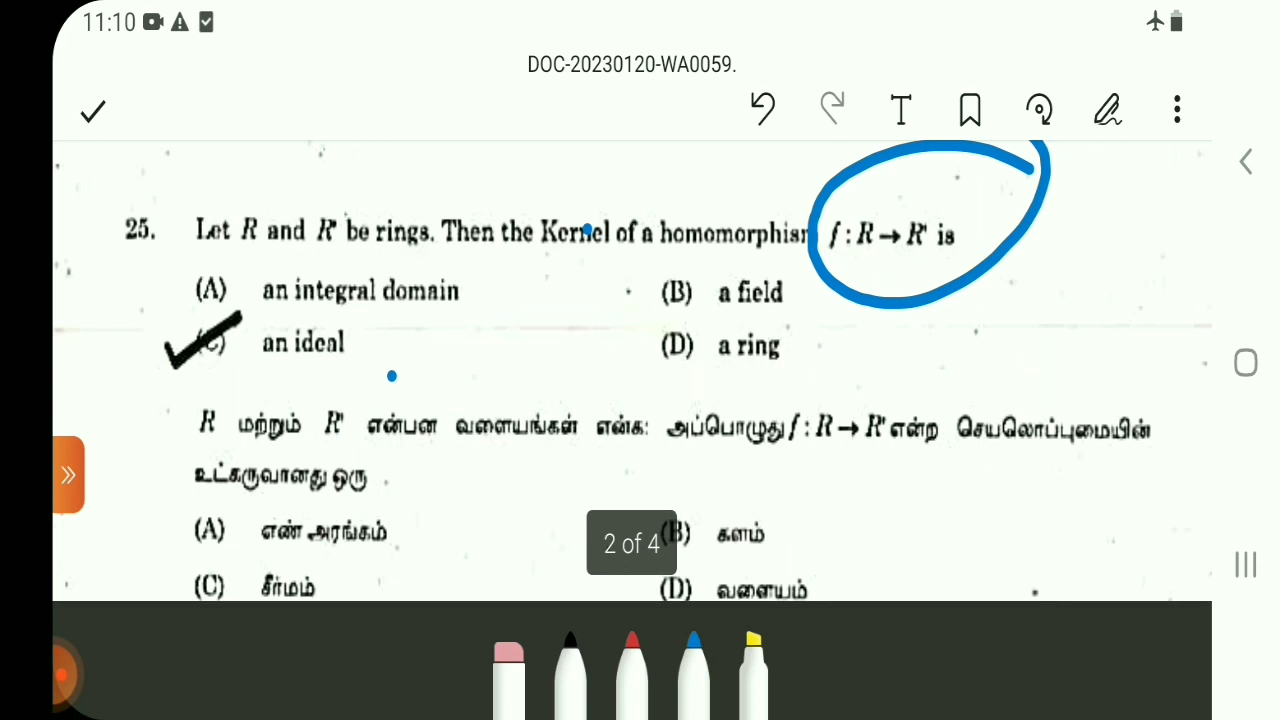 11:10
DOC-20230120-WA0059.
T
25. Let R and R' be rings. Then the Kernel of a homomorphism f : R → R' is
(A) an integral domain (B) a field
(C) an ideal (D) a ring
R மற்றும் R' என்பன வளையங்கள் என்க: அப்பொழுது f : R → R' என்ற செயலொப்புமையின்
உட்கருவானது ஒரு
(A) எண் அரங்கம் (B) களம்
(C) சீர்மம் (D) வளையம்
2 of 4